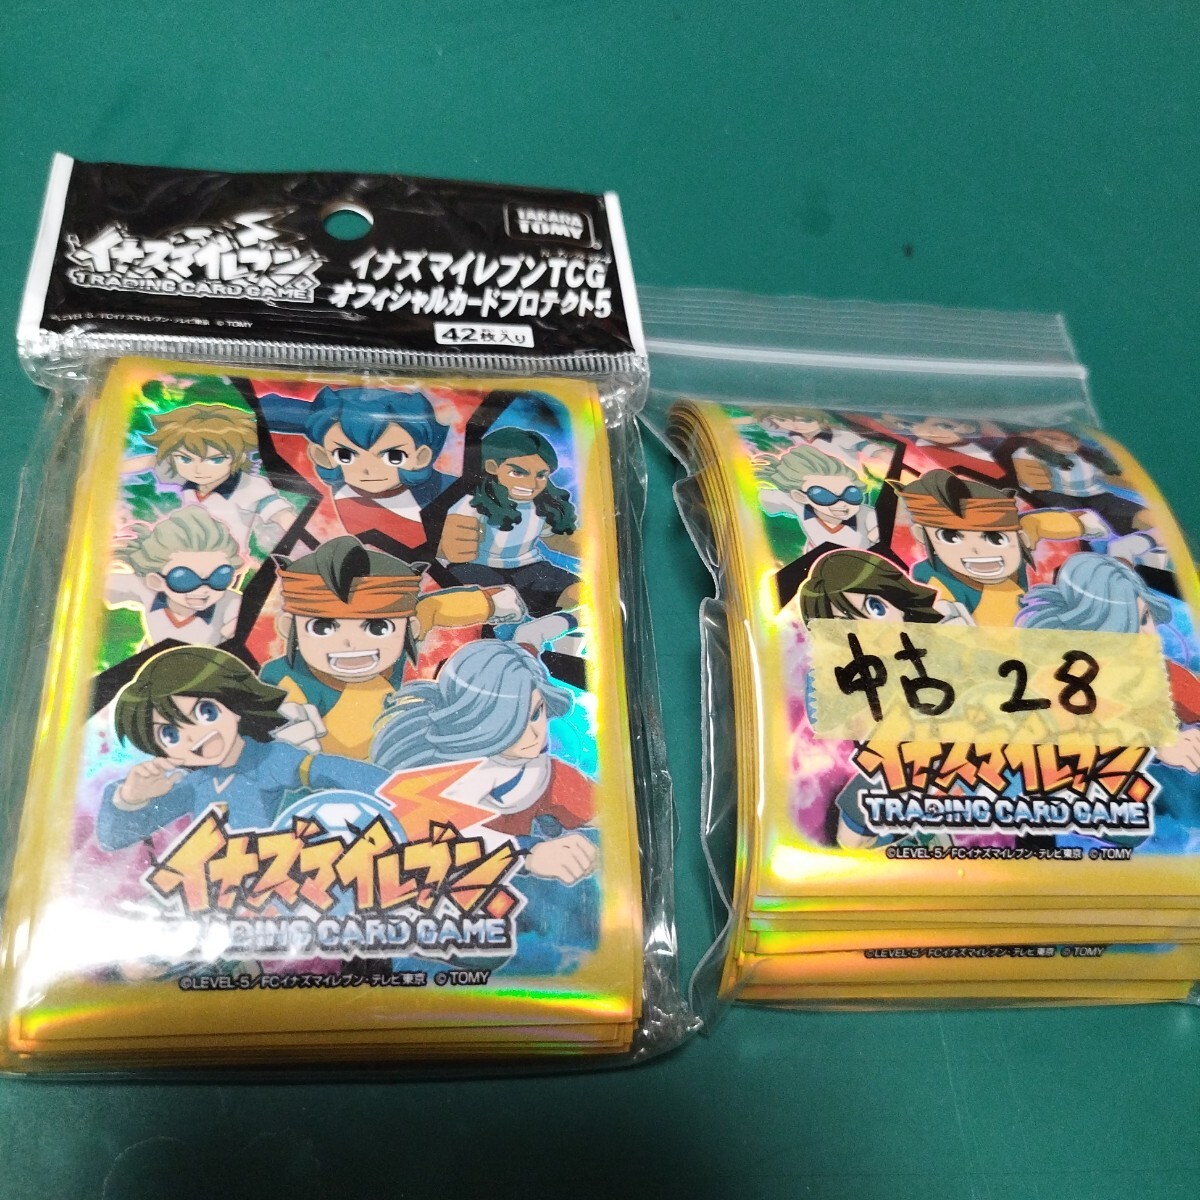 イナズマイレブン
TRADING CARD GAME
TAKARA
TOMY
イナズマイレブンTCG
オフィシャルカードプロテクト5
42枚入り
LEVEL-5/FCイナズマイレブン・テレビ東京 © TOMY
イナズマイレブン
TRADING CARD GAME
©LEVEL-5/FCイナズマイレブン・テレビ東京 © TOMY
中古 28
イナズマイレブン
TRADING CARD GAME
©LEVEL-5/FCイナズマイレブン・テレビ東京 © TOMY
©LEVEL-5/FCイナズマイレブン・テレビ東京 © TOMY